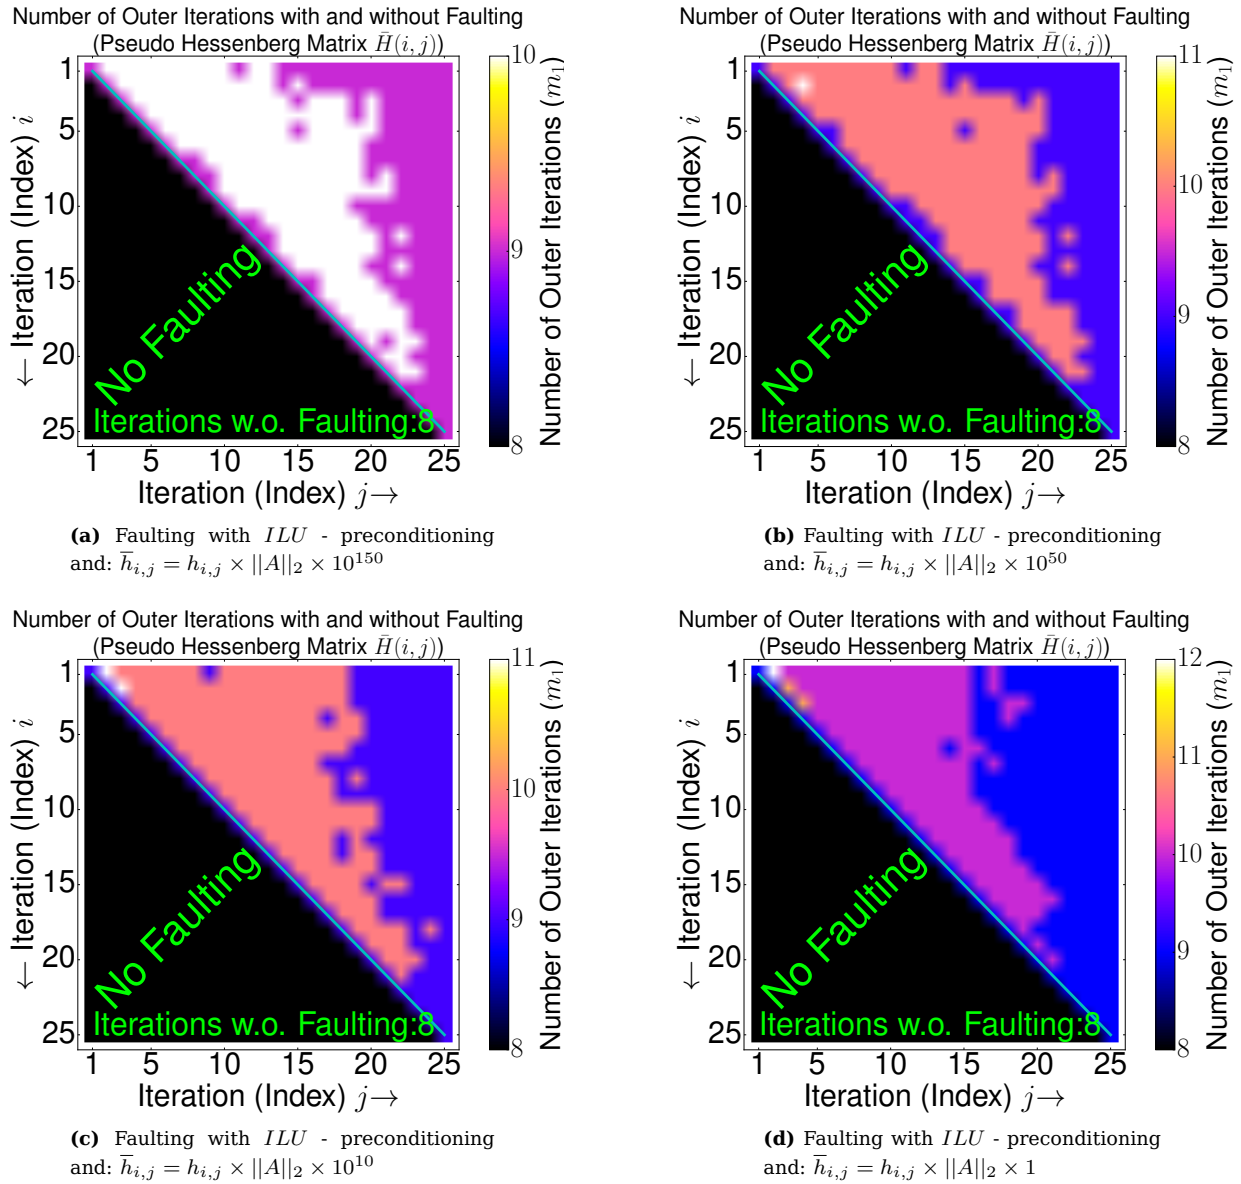 Number of Outer Iterations with and without Faulting
(Pseudo Hessenberg Matrix H̄(i, j))
← Iteration (Index) i
1
5
10
15
20
25
No Faulting
Iterations w.o. Faulting:8
1 5 10 15 20 25
Iteration (Index) j→
10
9
8
Number of Outer Iterations (m₁)
(a) Faulting with ILU - preconditioning
and: h̄ᵢ,ⱼ = hᵢ,ⱼ × ||A||₂ × 10¹⁵⁰
Number of Outer Iterations with and without Faulting
(Pseudo Hessenberg Matrix H̄(i, j))
← Iteration (Index) i
1
5
10
15
20
25
No Faulting
Iterations w.o. Faulting:8
1 5 10 15 20 25
Iteration (Index) j→
11
10
9
8
Number of Outer Iterations (m₁)
(b) Faulting with ILU - preconditioning
and: h̄ᵢ,ⱼ = hᵢ,ⱼ × ||A||₂ × 10⁵⁰
Number of Outer Iterations with and without Faulting
(Pseudo Hessenberg Matrix H̄(i, j))
← Iteration (Index) i
1
5
10
15
20
25
No Faulting
Iterations w.o. Faulting:8
1 5 10 15 20 25
Iteration (Index) j→
11
10
9
8
Number of Outer Iterations (m₁)
(c) Faulting with ILU - preconditioning
and: h̄ᵢ,ⱼ = hᵢ,ⱼ × ||A||₂ × 10¹⁰
Number of Outer Iterations with and without Faulting
(Pseudo Hessenberg Matrix H̄(i, j))
← Iteration (Index) i
1
5
10
15
20
25
No Faulting
Iterations w.o. Faulting:8
1 5 10 15 20 25
Iteration (Index) j→
12
11
10
9
8
Number of Outer Iterations (m₁)
(d) Faulting with ILU - preconditioning
and: h̄ᵢ,ⱼ = hᵢ,ⱼ × ||A||₂ × 1